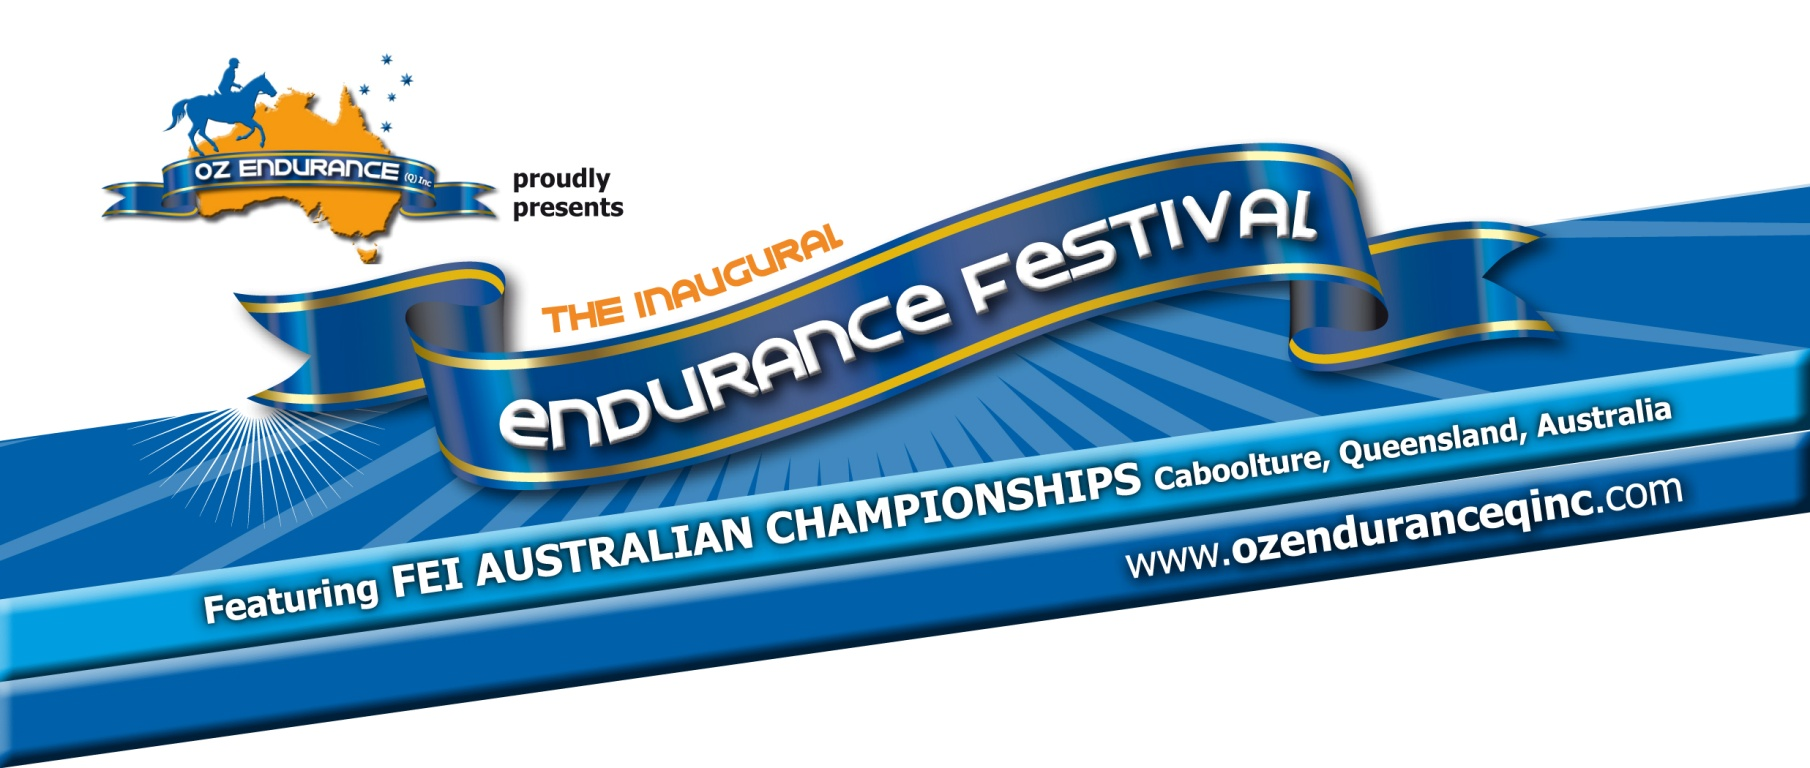 OZ ENDURANCE (Q) Inc
proudly
presents
THE INAUGURAL
ENDURANCE FESTIVAL
Featuring FEI AUSTRALIAN CHAMPIONSHIPS Caboolture, Queensland, Australia
www.ozenduranceqinc.com